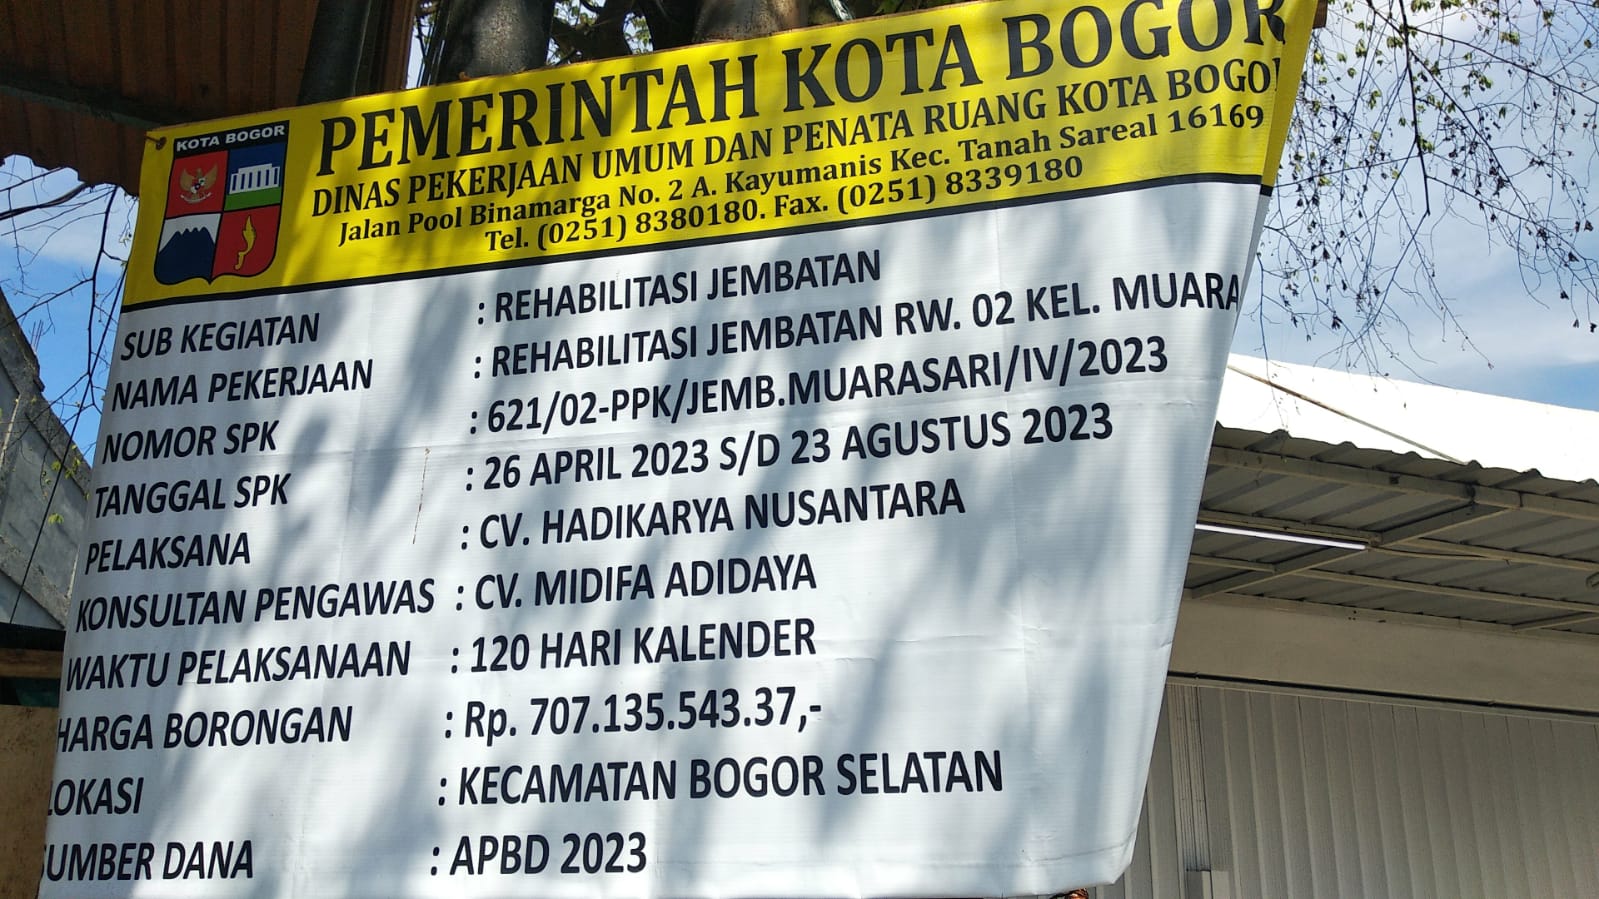 KOTA BOGOR
PEMERINTAH KOTA BOGOR
DINAS PEKERJAAN UMUM DAN PENATA RUANG KOTA BOGO
Jalan Pool Binamarga No. 2 A. Kayumanis Kec. Tanah Sareal 16169
Tel. (0251) 8380180. Fax. (0251) 8339180
SUB KEGIATAN : REHABILITASI JEMBATAN
NAMA PEKERJAAN : REHABILITASI JEMBATAN RW. 02 KEL. MUARA
NOMOR SPK : 621/02-PPK/JEMB.MUARASARI/IV/2023
TANGGAL SPK : 26 APRIL 2023 S/D 23 AGUSTUS 2023
PELAKSANA : CV. HADIKARYA NUSANTARA
KONSULTAN PENGAWAS : CV. MIDIFA ADIDAYA
WAKTU PELAKSANAAN : 120 HARI KALENDER
HARGA BORONGAN : Rp. 707.135.543.37,-
LOKASI : KECAMATAN BOGOR SELATAN
SUMBER DANA : APBD 2023